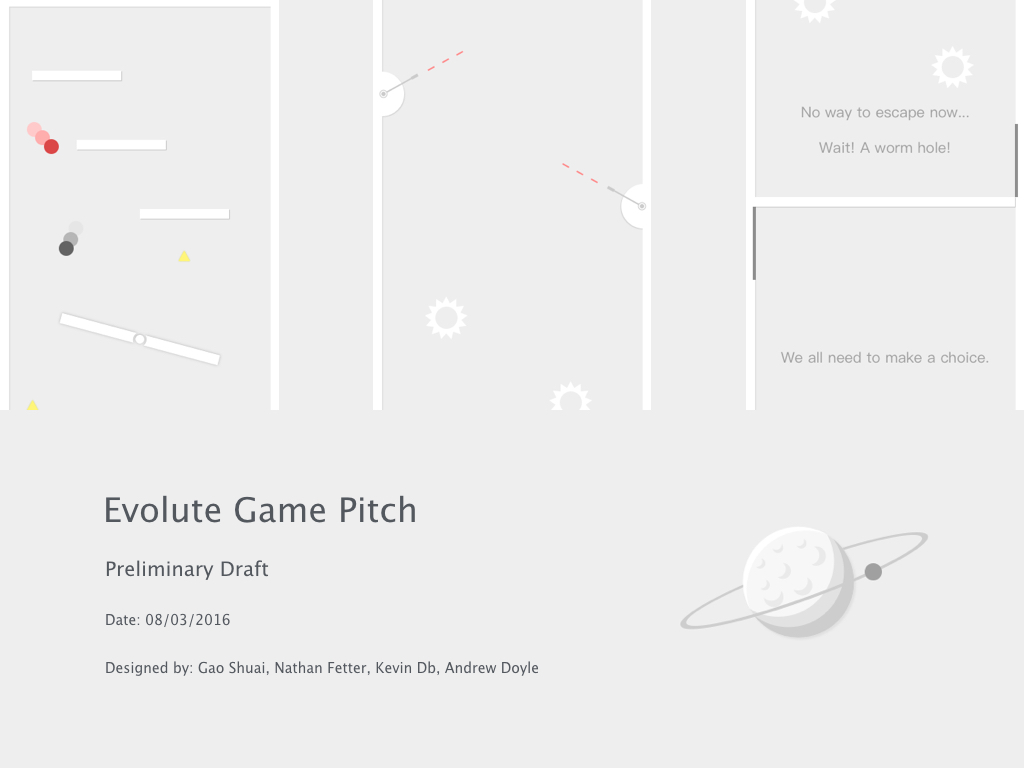 No way to escape now...
Wait! A worm hole!
We all need to make a choice.
Evolute Game Pitch
Preliminary Draft
Date: 08/03/2016
Designed by: Gao Shuai, Nathan Fetter, Kevin Db, Andrew Doyle